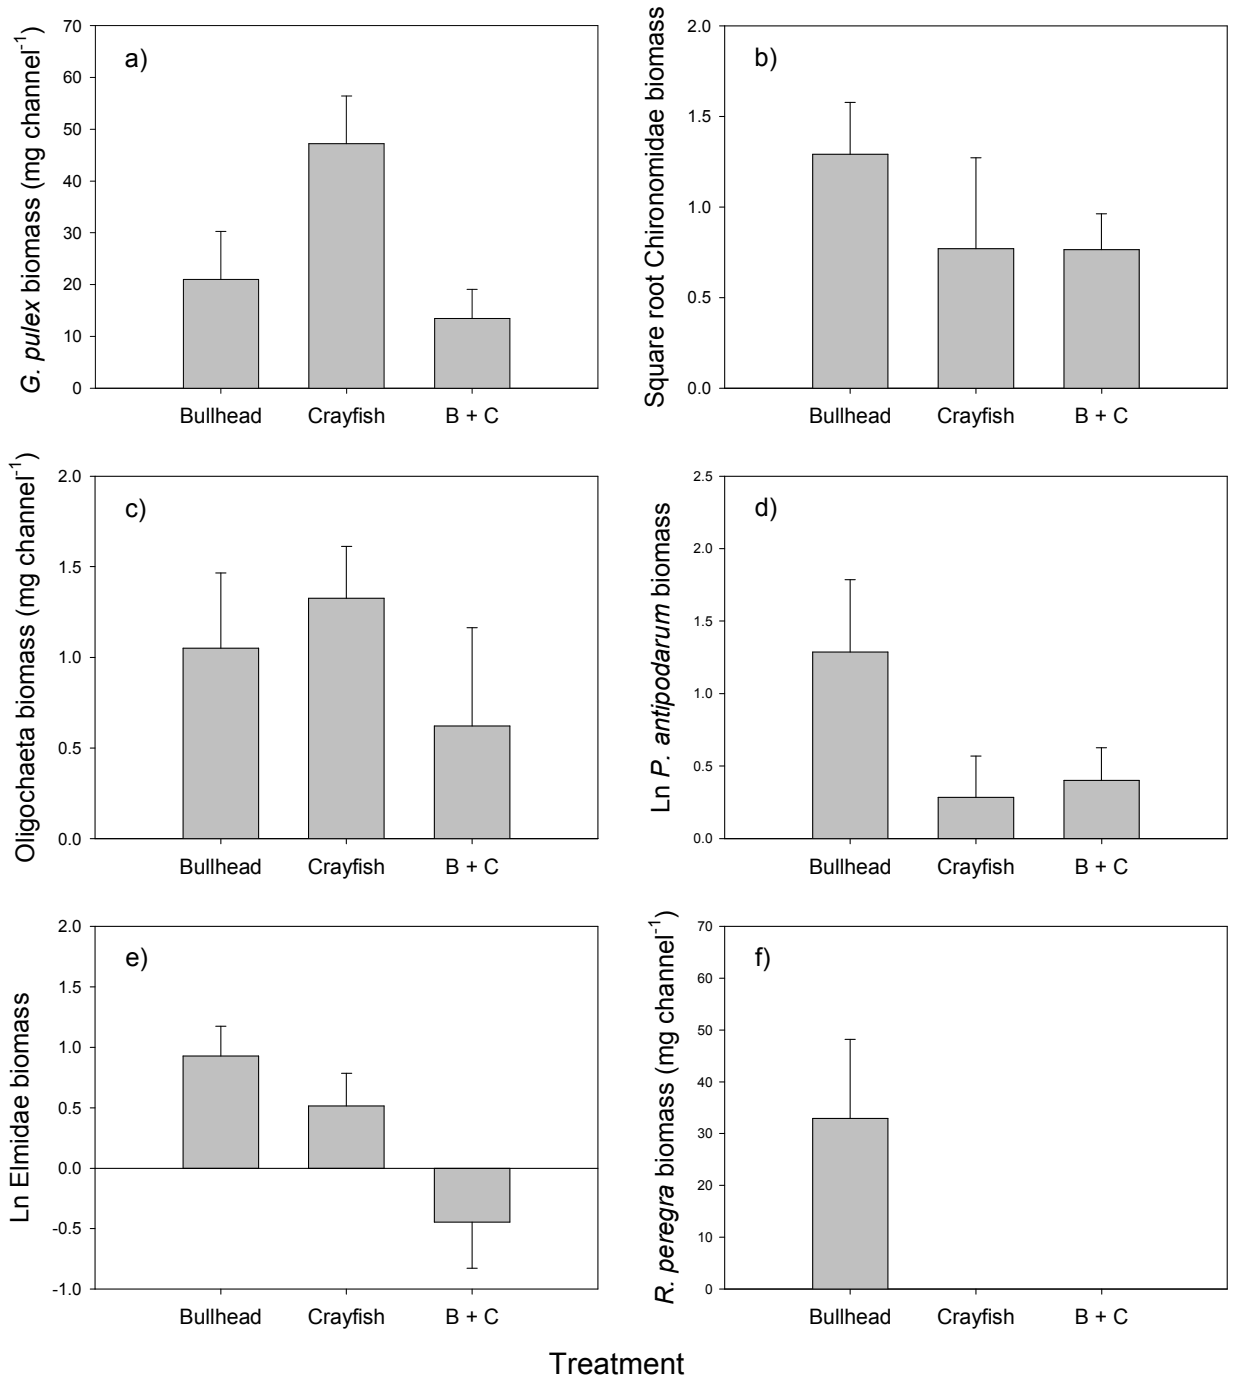 a)
G. pulex biomass (mg channel⁻¹)
70
60
50
40
30
20
10
0
Bullhead Crayfish B + C
b)
Square root Chironomidae biomass
2.0
1.5
1.0
0.5
0.0
Bullhead Crayfish B + C
c)
Oligochaeta biomass (mg channel⁻¹)
2.0
1.5
1.0
0.5
0.0
Bullhead Crayfish B + C
d)
Ln P. antipodarum biomass
2.5
2.0
1.5
1.0
0.5
0.0
Bullhead Crayfish B + C
e)
Ln Elmidae biomass
2.0
1.5
1.0
0.5
0.0
-0.5
-1.0
Bullhead Crayfish B + C
f)
R. peregra biomass (mg channel⁻¹)
70
60
50
40
30
20
10
0
Bullhead Crayfish B + C
Treatment